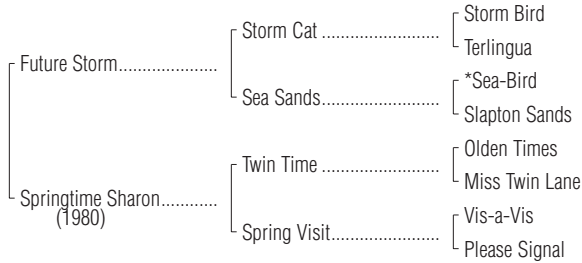 Storm Bird
Storm Cat ......................
Terlingua
Future Storm...................
*Sea-Bird
Sea Sands......................
Slapton Sands
Olden Times
Twin Time ......................
Miss Twin Lane
Springtime Sharon...........
(1980)
Vis-a-Vis
Spring Visit.....................
Please Signal